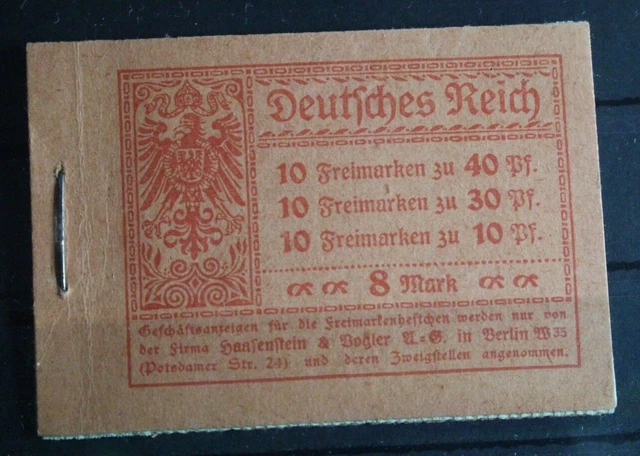 Deutsches Reich
10 Freimarken zu 40 Pf.
10 Freimarken zu 30 Pf.
10 Freimarken zu 10 Pf.
8 Mark
Geschäftsanzeigen für die Freimarkenheftchen werden nur von
der Firma Haasenstein & Vogler A.=G. in Berlin W 35
(Potsdamer Str. 24) und deren Zweigstellen angenommen.